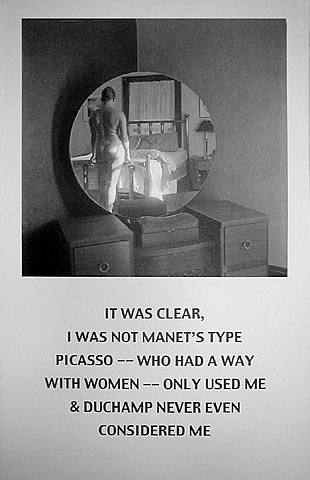 IT WAS CLEAR,
I WAS NOT MANET'S TYPE
PICASSO -- WHO HAD A WAY
WITH WOMEN -- ONLY USED ME
& DUCHAMP NEVER EVEN
CONSIDERED ME